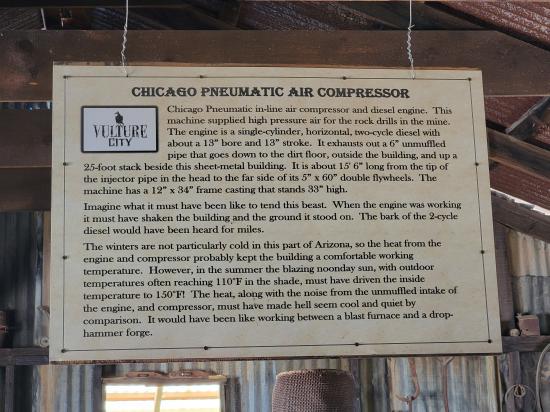 CHICAGO PNEUMATIC AIR COMPRESSOR
VULTURE
CITY
Chicago Pneumatic in-line air compressor and diesel engine. This
machine supplied high pressure air for the rock drills in the mine.
The engine is a single-cylinder, horizontal, two-cycle diesel with
about a 13" bore and 13" stroke. It exhausts out a 6" unmuffled
pipe that goes down to the dirt floor, outside the building, and up a
25-foot stack beside this sheet-metal building. It is about 15' 6" long from the tip of
the injector pipe in the head to the far side of its 5" x 60" double flywheels. The
machine has a 12" x 34" frame casting that stands 33" high.
Imagine what it must have been like to tend this beast. When the engine was working
it must have shaken the building and the ground it stood on. The bark of the 2-cycle
diesel would have been heard for miles.
The winters are not particularly cold in this part of Arizona, so the heat from the
engine and compressor probably kept the building a comfortable working
temperature. However, in the summer the blazing noonday sun, with outdoor
temperatures often reaching 110°F in the shade, must have driven the inside
temperature to 150°F! The heat, along with the noise from the unmuffled intake of
the engine, and compressor, must have made hell seem cool and quiet by
comparison. It would have been like working between a blast furnace and a drop-
hammer forge.